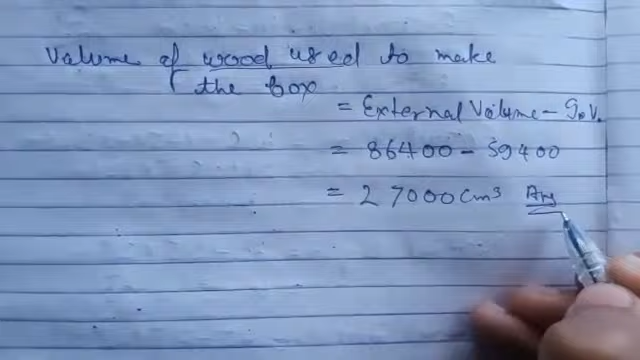 Volume of wood used to make
the box
= External Volume - I.V.
= 86400 - 59400
= 27000 cm³ Ans